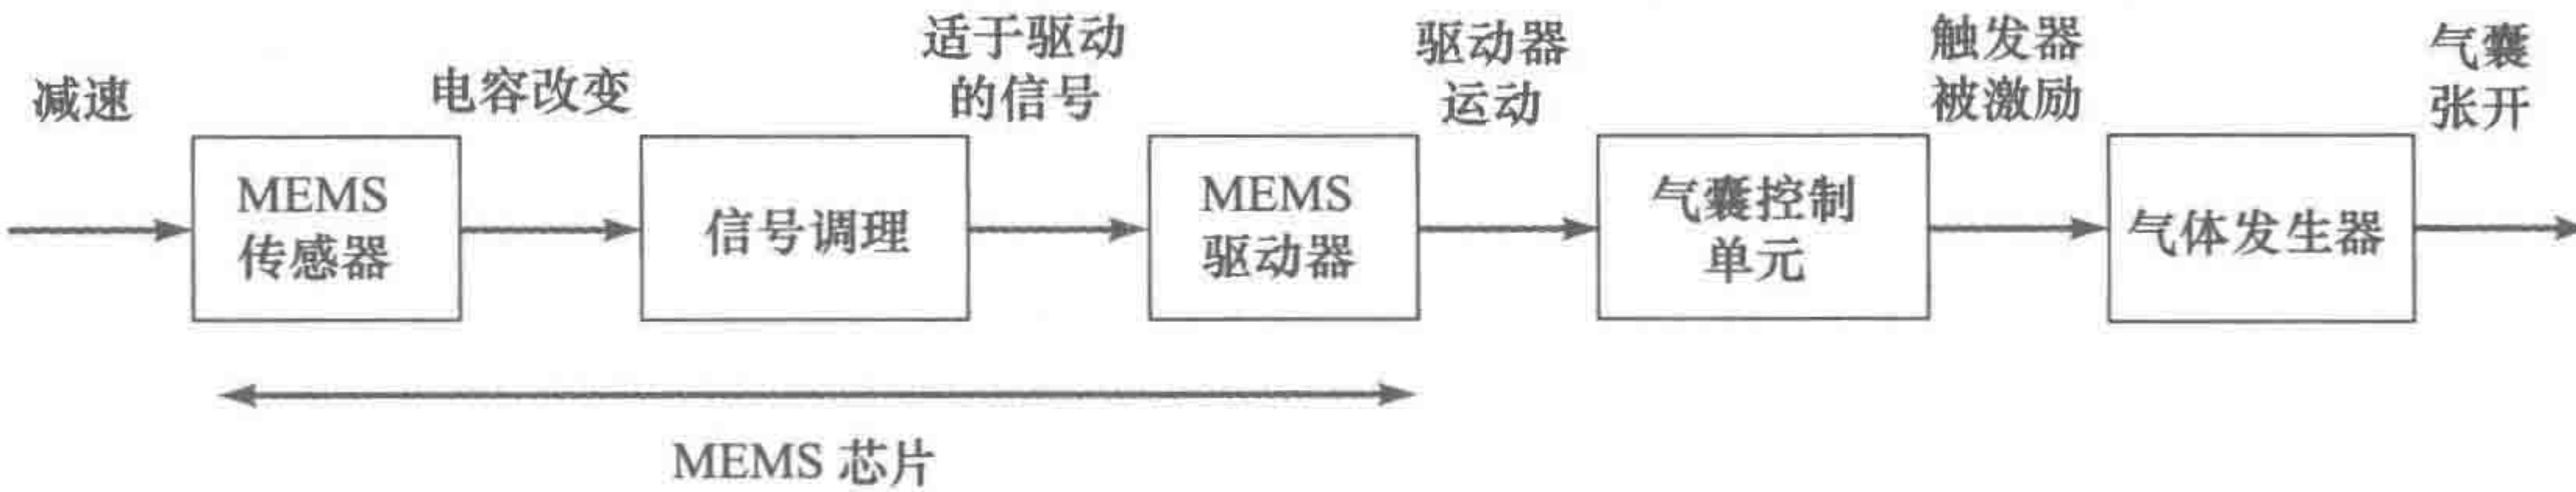 减速
电容改变
适于驱动
的信号
驱动器
运动
触发器
被激励
气囊
张开
MEMS
传感器
信号调理
MEMS
驱动器
气囊控制
单元
气体发生器
MEMS 芯片